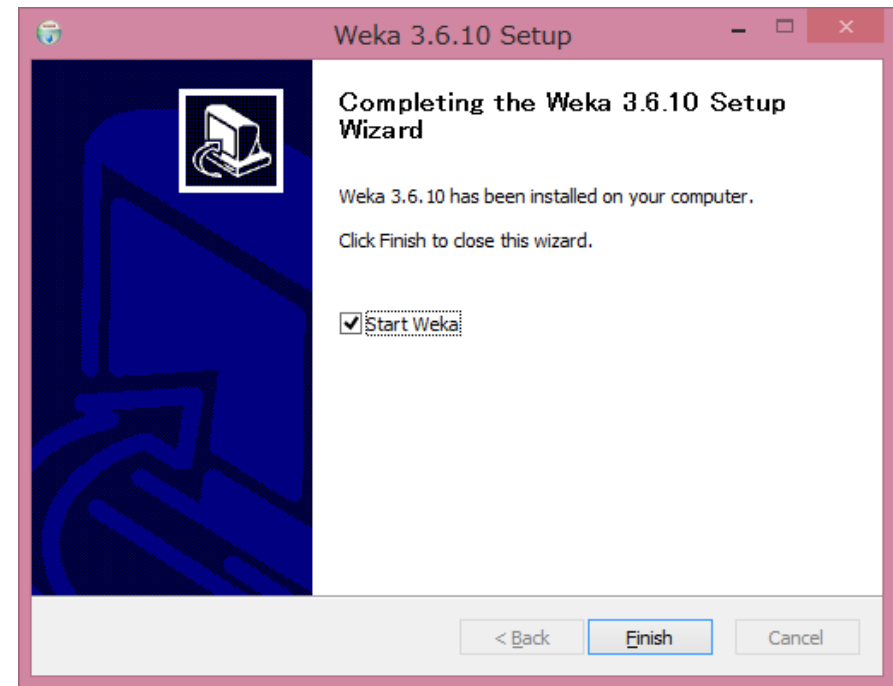 Weka 3.6.10 Setup
Completing the Weka 3.6.10 Setup
Wizard
Weka 3.6.10 has been installed on your computer.
Click Finish to close this wizard.
Start Weka
< Back
Finish
Cancel